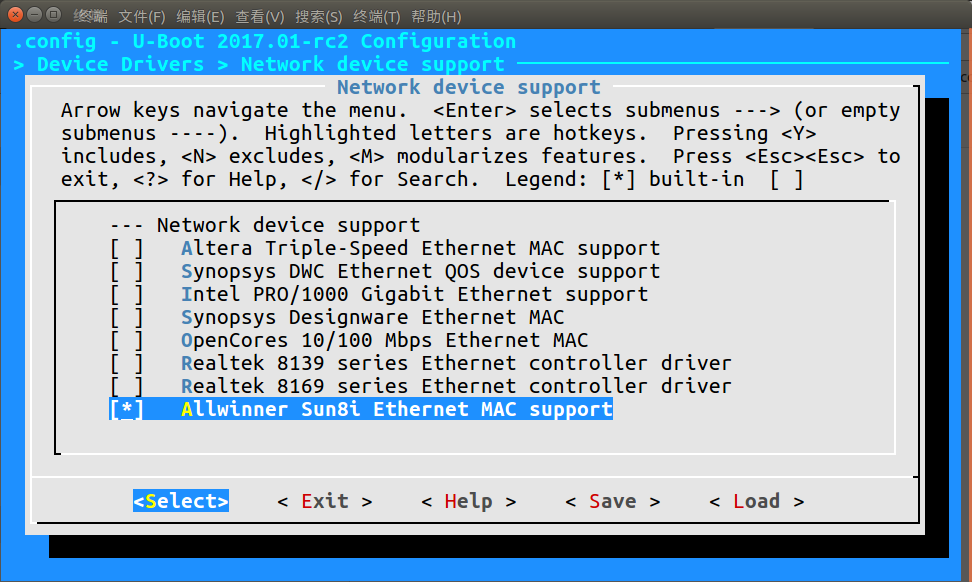 终端 文件(F) 编辑(E) 查看(V) 搜索(S) 终端(T) 帮助(H)
.config - U-Boot 2017.01-rc2 Configuration
> Device Drivers > Network device support
Network device support
Arrow keys navigate the menu.  <Enter> selects submenus ---> (or empty
submenus ----).  Highlighted letters are hotkeys.  Pressing <Y>
includes, <N> excludes, <M> modularizes features.  Press <Esc><Esc> to
exit, <?> for Help, </> for Search.  Legend: [*] built-in  [ ]
--- Network device support
[ ]   Altera Triple-Speed Ethernet MAC support
[ ]   Synopsys DWC Ethernet QOS device support
[ ]   Intel PRO/1000 Gigabit Ethernet support
[ ]   Synopsys Designware Ethernet MAC
[ ]   OpenCores 10/100 Mbps Ethernet MAC
[ ]   Realtek 8139 series Ethernet controller driver
[ ]   Realtek 8169 series Ethernet controller driver
[*]   Allwinner Sun8i Ethernet MAC support
<Select>    < Exit >    < Help >    < Save >    < Load >